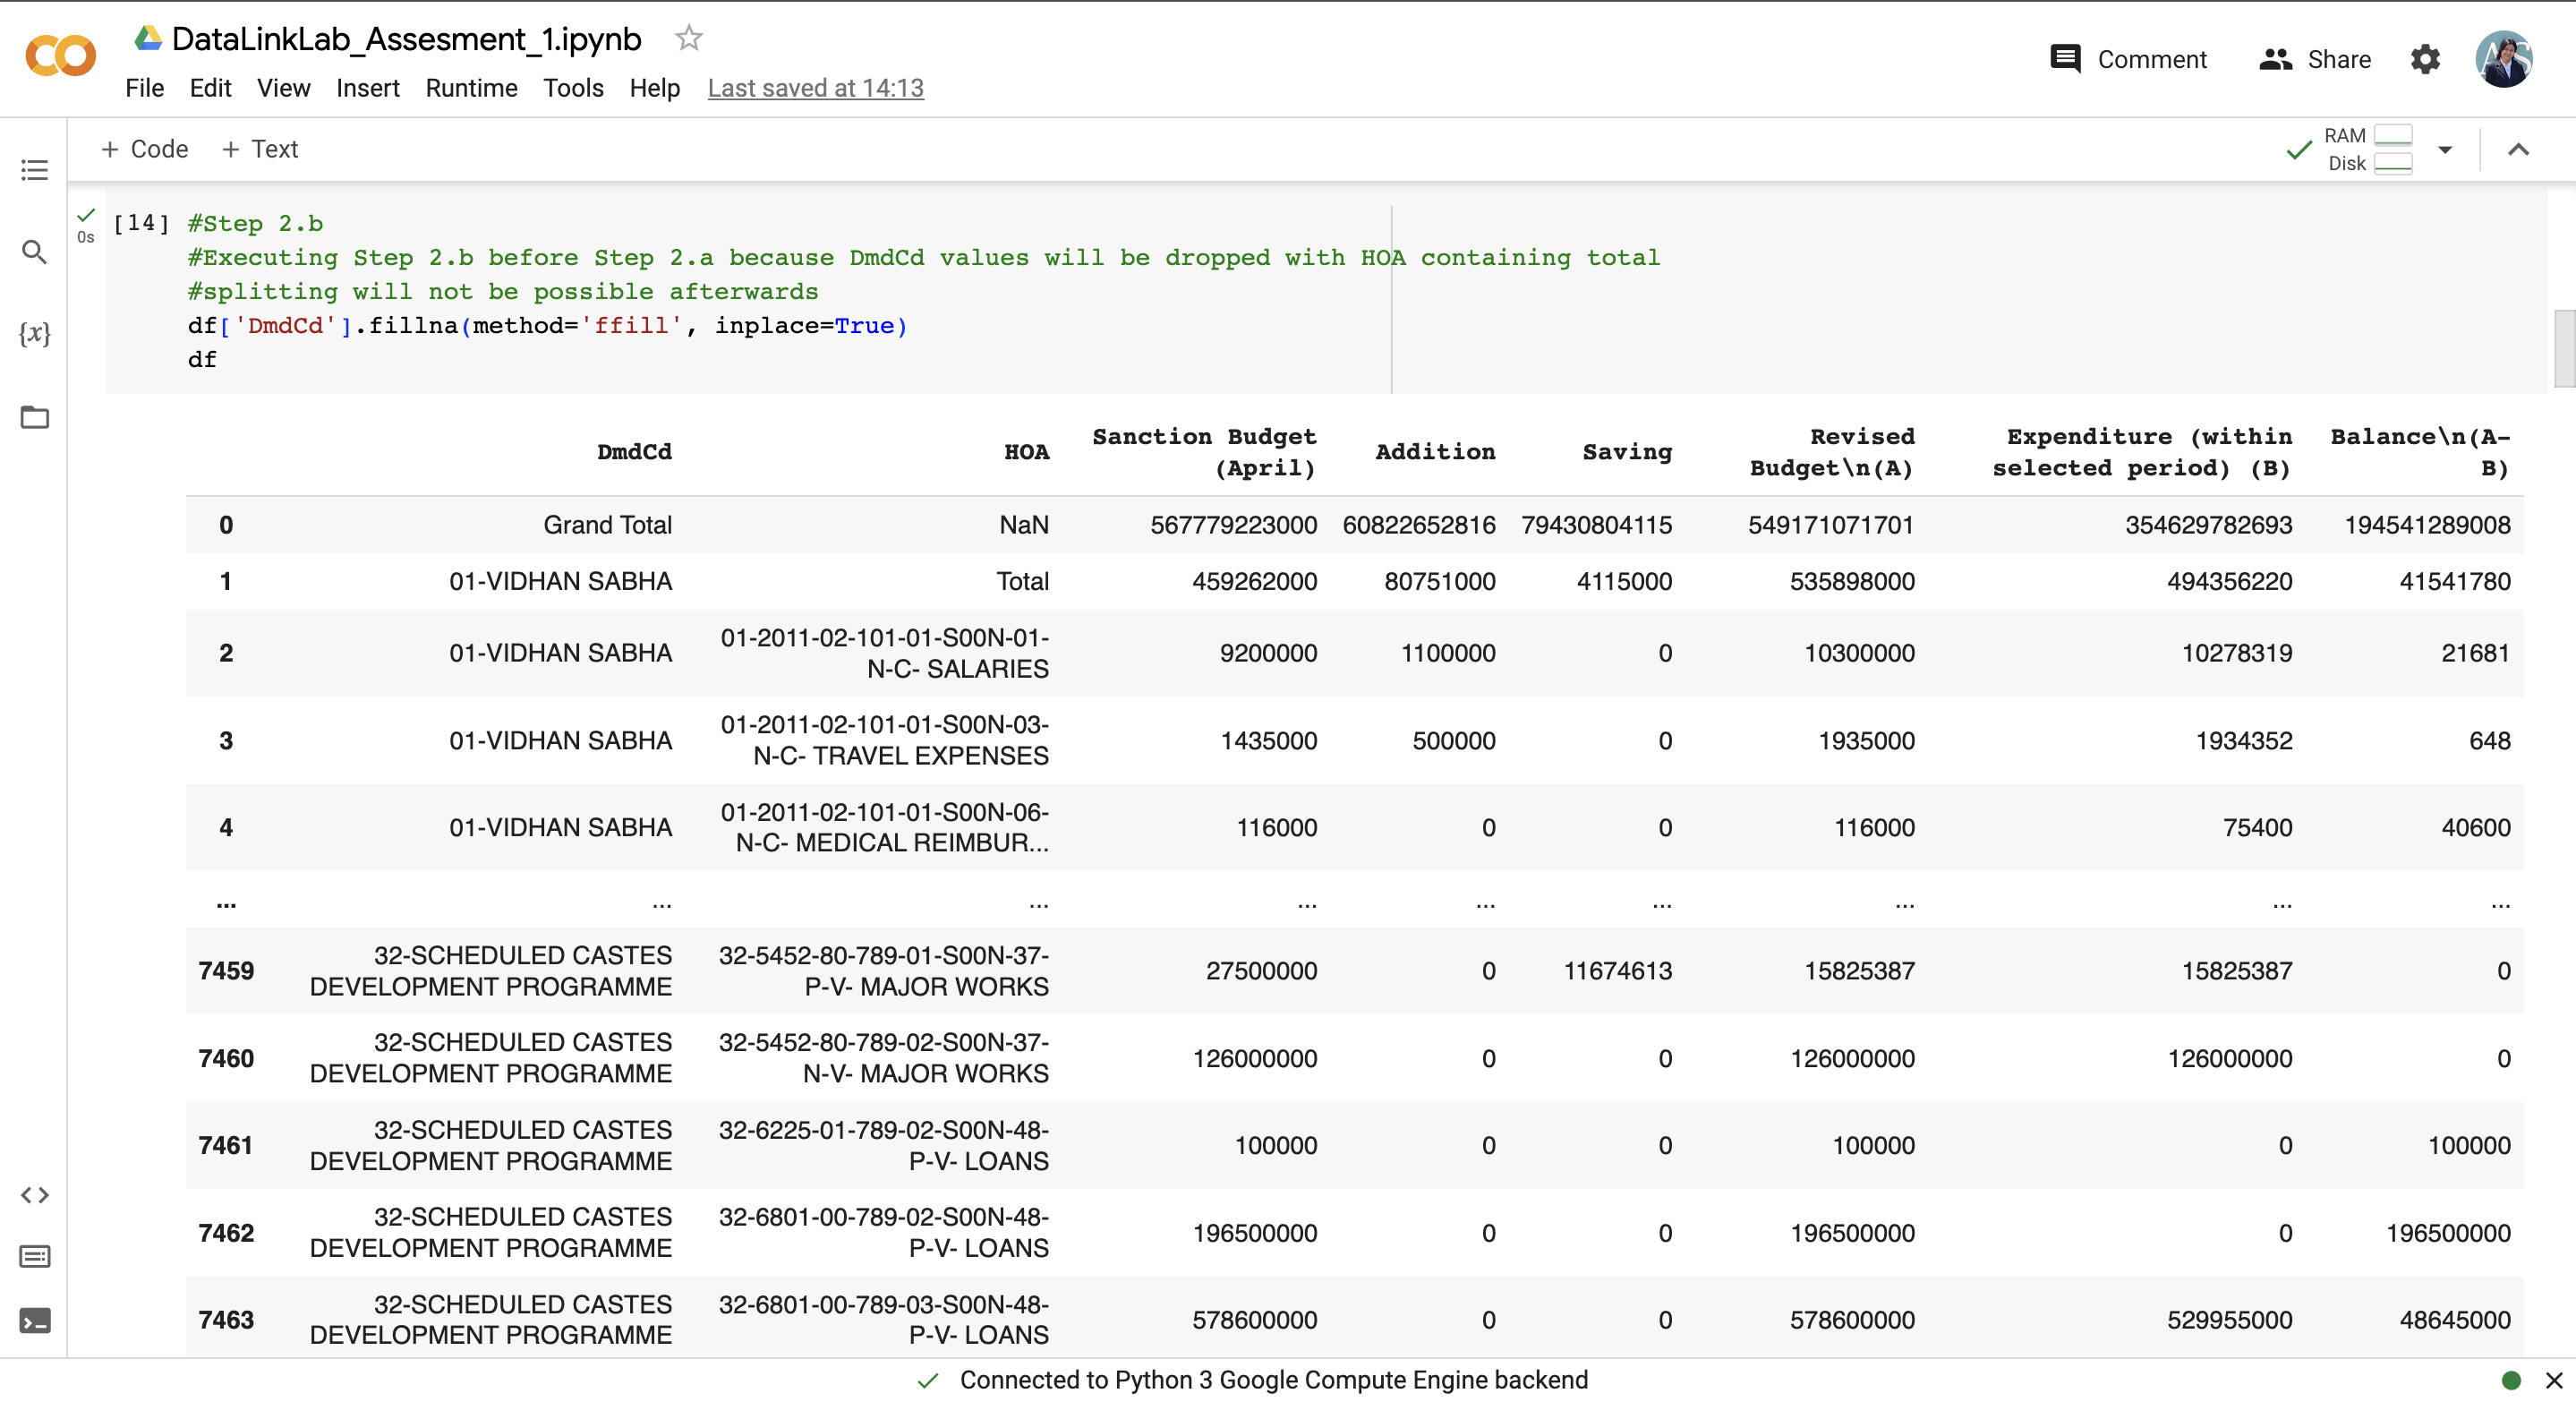 DataLinkLab_Assesment_1.ipynb
File Edit View Insert Runtime Tools Help Last saved at 14:13
Comment Share
+ Code + Text
RAM
Disk
0s
[14] #Step 2.b
#Executing Step 2.b before Step 2.a because DmdCd values will be dropped with HOA containing total
#splitting will not be possible afterwards
df['DmdCd'].fillna(method='ffill', inplace=True)
df
{x}
DmdCd HOA Sanction Budget (April) Addition Saving Revised Budget\n(A) Expenditure (within selected period) (B) Balance\n(A-B)
0 Grand Total NaN 567779223000 60822652816 79430804115 549171071701 354629782693 194541289008
1 01-VIDHAN SABHA Total 459262000 80751000 4115000 535898000 494356220 41541780
2 01-VIDHAN SABHA 01-2011-02-101-01-S00N-01-N-C- SALARIES 9200000 1100000 0 10300000 10278319 21681
3 01-VIDHAN SABHA 01-2011-02-101-01-S00N-03-N-C- TRAVEL EXPENSES 1435000 500000 0 1935000 1934352 648
4 01-VIDHAN SABHA 01-2011-02-101-01-S00N-06-N-C- MEDICAL REIMBUR... 116000 0 0 116000 75400 40600
... ... ... ... ... ... ... ... ...
7459 32-SCHEDULED CASTES DEVELOPMENT PROGRAMME 32-5452-80-789-01-S00N-37-P-V- MAJOR WORKS 27500000 0 11674613 15825387 15825387 0
7460 32-SCHEDULED CASTES DEVELOPMENT PROGRAMME 32-5452-80-789-02-S00N-37-N-V- MAJOR WORKS 126000000 0 0 126000000 126000000 0
7461 32-SCHEDULED CASTES DEVELOPMENT PROGRAMME 32-6225-01-789-02-S00N-48-P-V- LOANS 100000 0 0 100000 0 100000
7462 32-SCHEDULED CASTES DEVELOPMENT PROGRAMME 32-6801-00-789-02-S00N-48-P-V- LOANS 196500000 0 0 196500000 0 196500000
7463 32-SCHEDULED CASTES DEVELOPMENT PROGRAMME 32-6801-00-789-03-S00N-48-P-V- LOANS 578600000 0 0 578600000 529955000 48645000
Connected to Python 3 Google Compute Engine backend